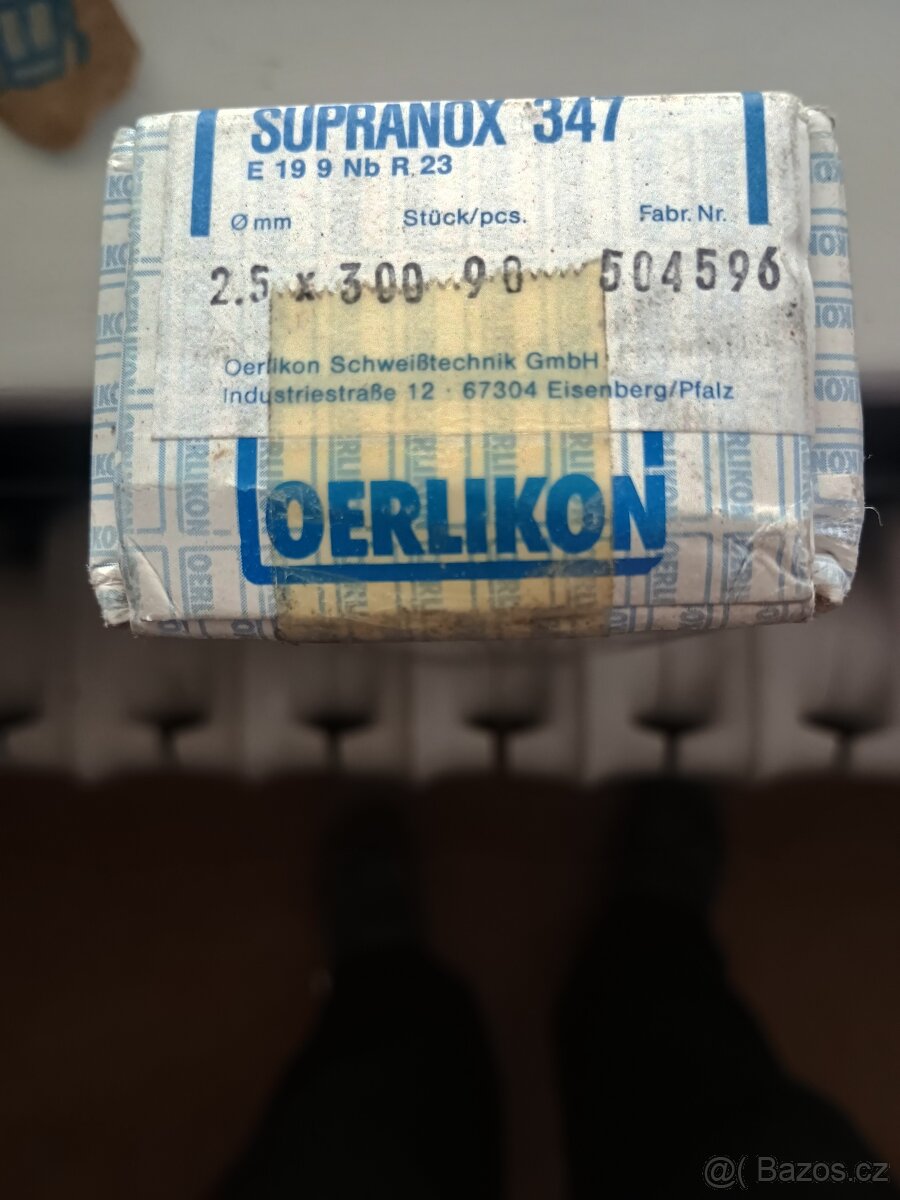 SUPRANOX 347
E 19 9 Nb R 23
Ø mm Stück/pcs. Fabr. Nr.
2.5 x 300 90 504596
Oerlikon Schweißtechnik GmbH
Industriestraße 12 · 67304 Eisenberg/Pfalz
OERLIKON
@( Bazos.cz